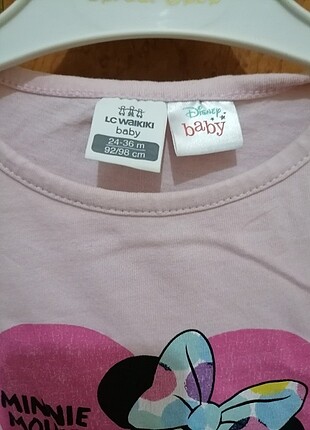 LC WAIKIKI
baby
24-36 m
92/98 cm
Disney
baby
MINNIE